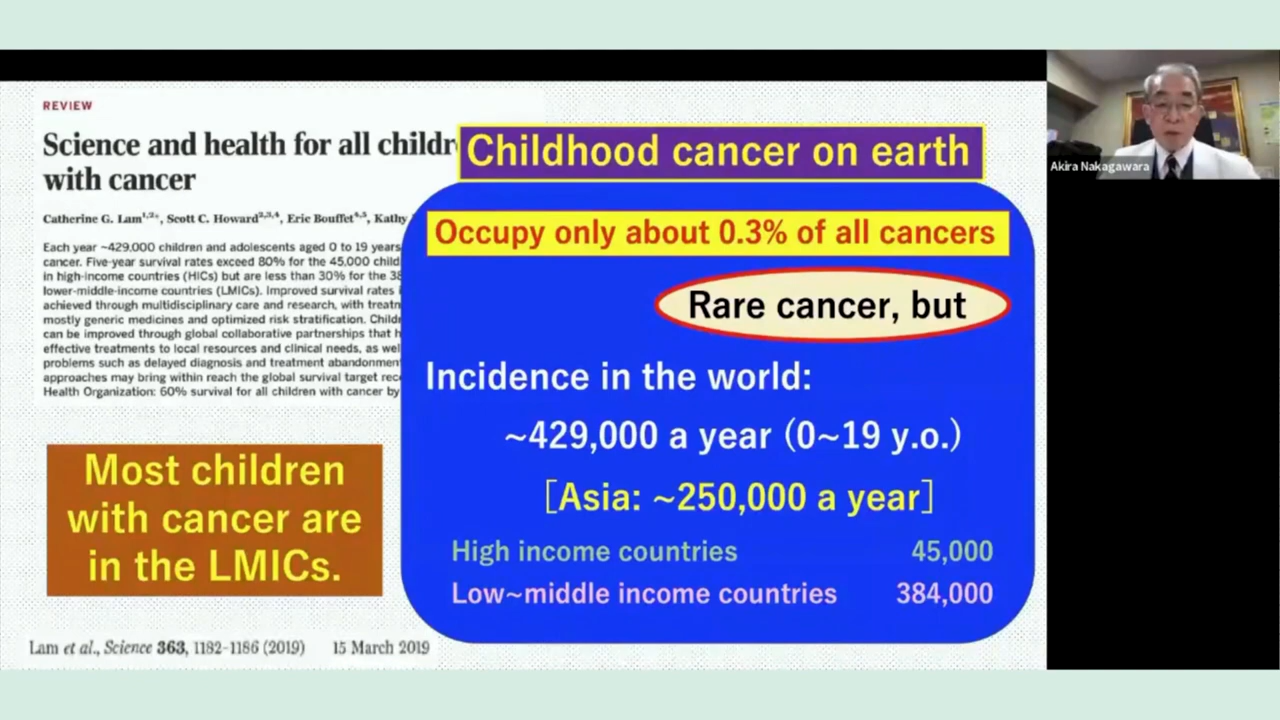 REVIEW
Science and health for all childr
with cancer
Catherine G. Lam1,2*, Scott C. Howard2,3,4, Eric Bouffet4,5, Kathy
Each year ~429,000 children and adolescents aged 0 to 19 years
cancer. Five-year survival rates exceed 80% for the 45,000 child
in high-income countries (HICs) but are less than 30% for the 38
lower-middle-income countries (LMICs). Improved survival rates
achieved through multidisciplinary care and research, with treatn
mostly generic medicines and optimized risk stratification. Childr
can be improved through global collaborative partnerships that h
effective treatments to local resources and clinical needs, as wel
problems such as delayed diagnosis and treatment abandonment
approaches may bring within reach the global survival target rec
Health Organization: 60% survival for all children with cancer by
Most children
with cancer are
in the LMICs.
Lam et al., Science 363, 1182–1186 (2019) 15 March 2019
Childhood cancer on earth
Occupy only about 0.3% of all cancers
Rare cancer, but
Incidence in the world:
~429,000 a year (0~19 y.o.)
[Asia: ~250,000 a year]
High income countries 45,000
Low~middle income countries 384,000
Akira Nakagawara